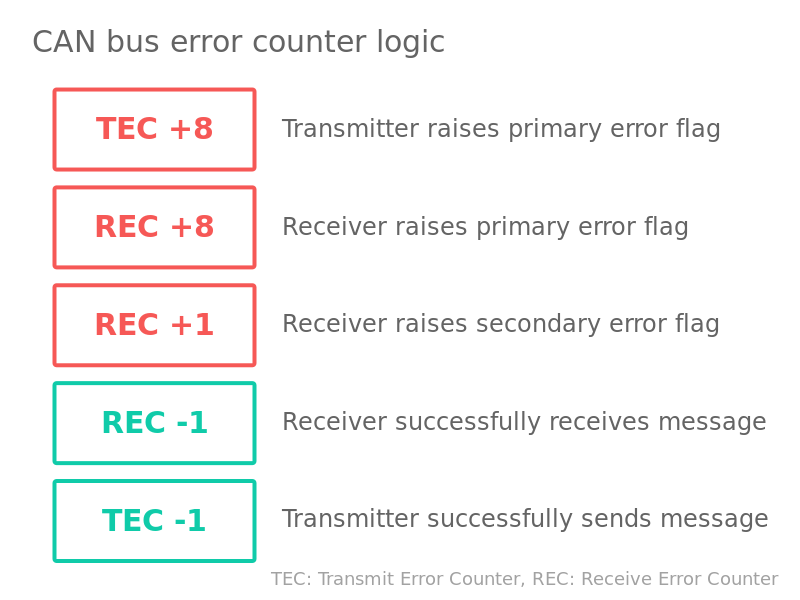 CAN bus error counter logic
TEC +8 Transmitter raises primary error flag
REC +8 Receiver raises primary error flag
REC +1 Receiver raises secondary error flag
REC -1 Receiver successfully receives message
TEC -1 Transmitter successfully sends message
TEC: Transmit Error Counter, REC: Receive Error Counter